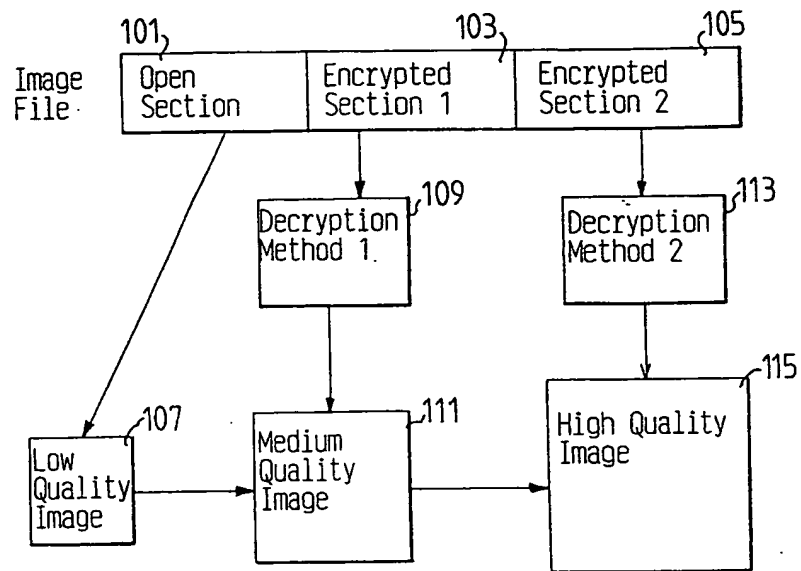 101
103
105
Image
File
Open
Section
Encrypted
Section 1
Encrypted
Section 2
109
Decryption
Method 1.
113
Decryption
Method 2
107
Low
Quality
Image
111
Medium
Quality
Image
115
High Quality
Image